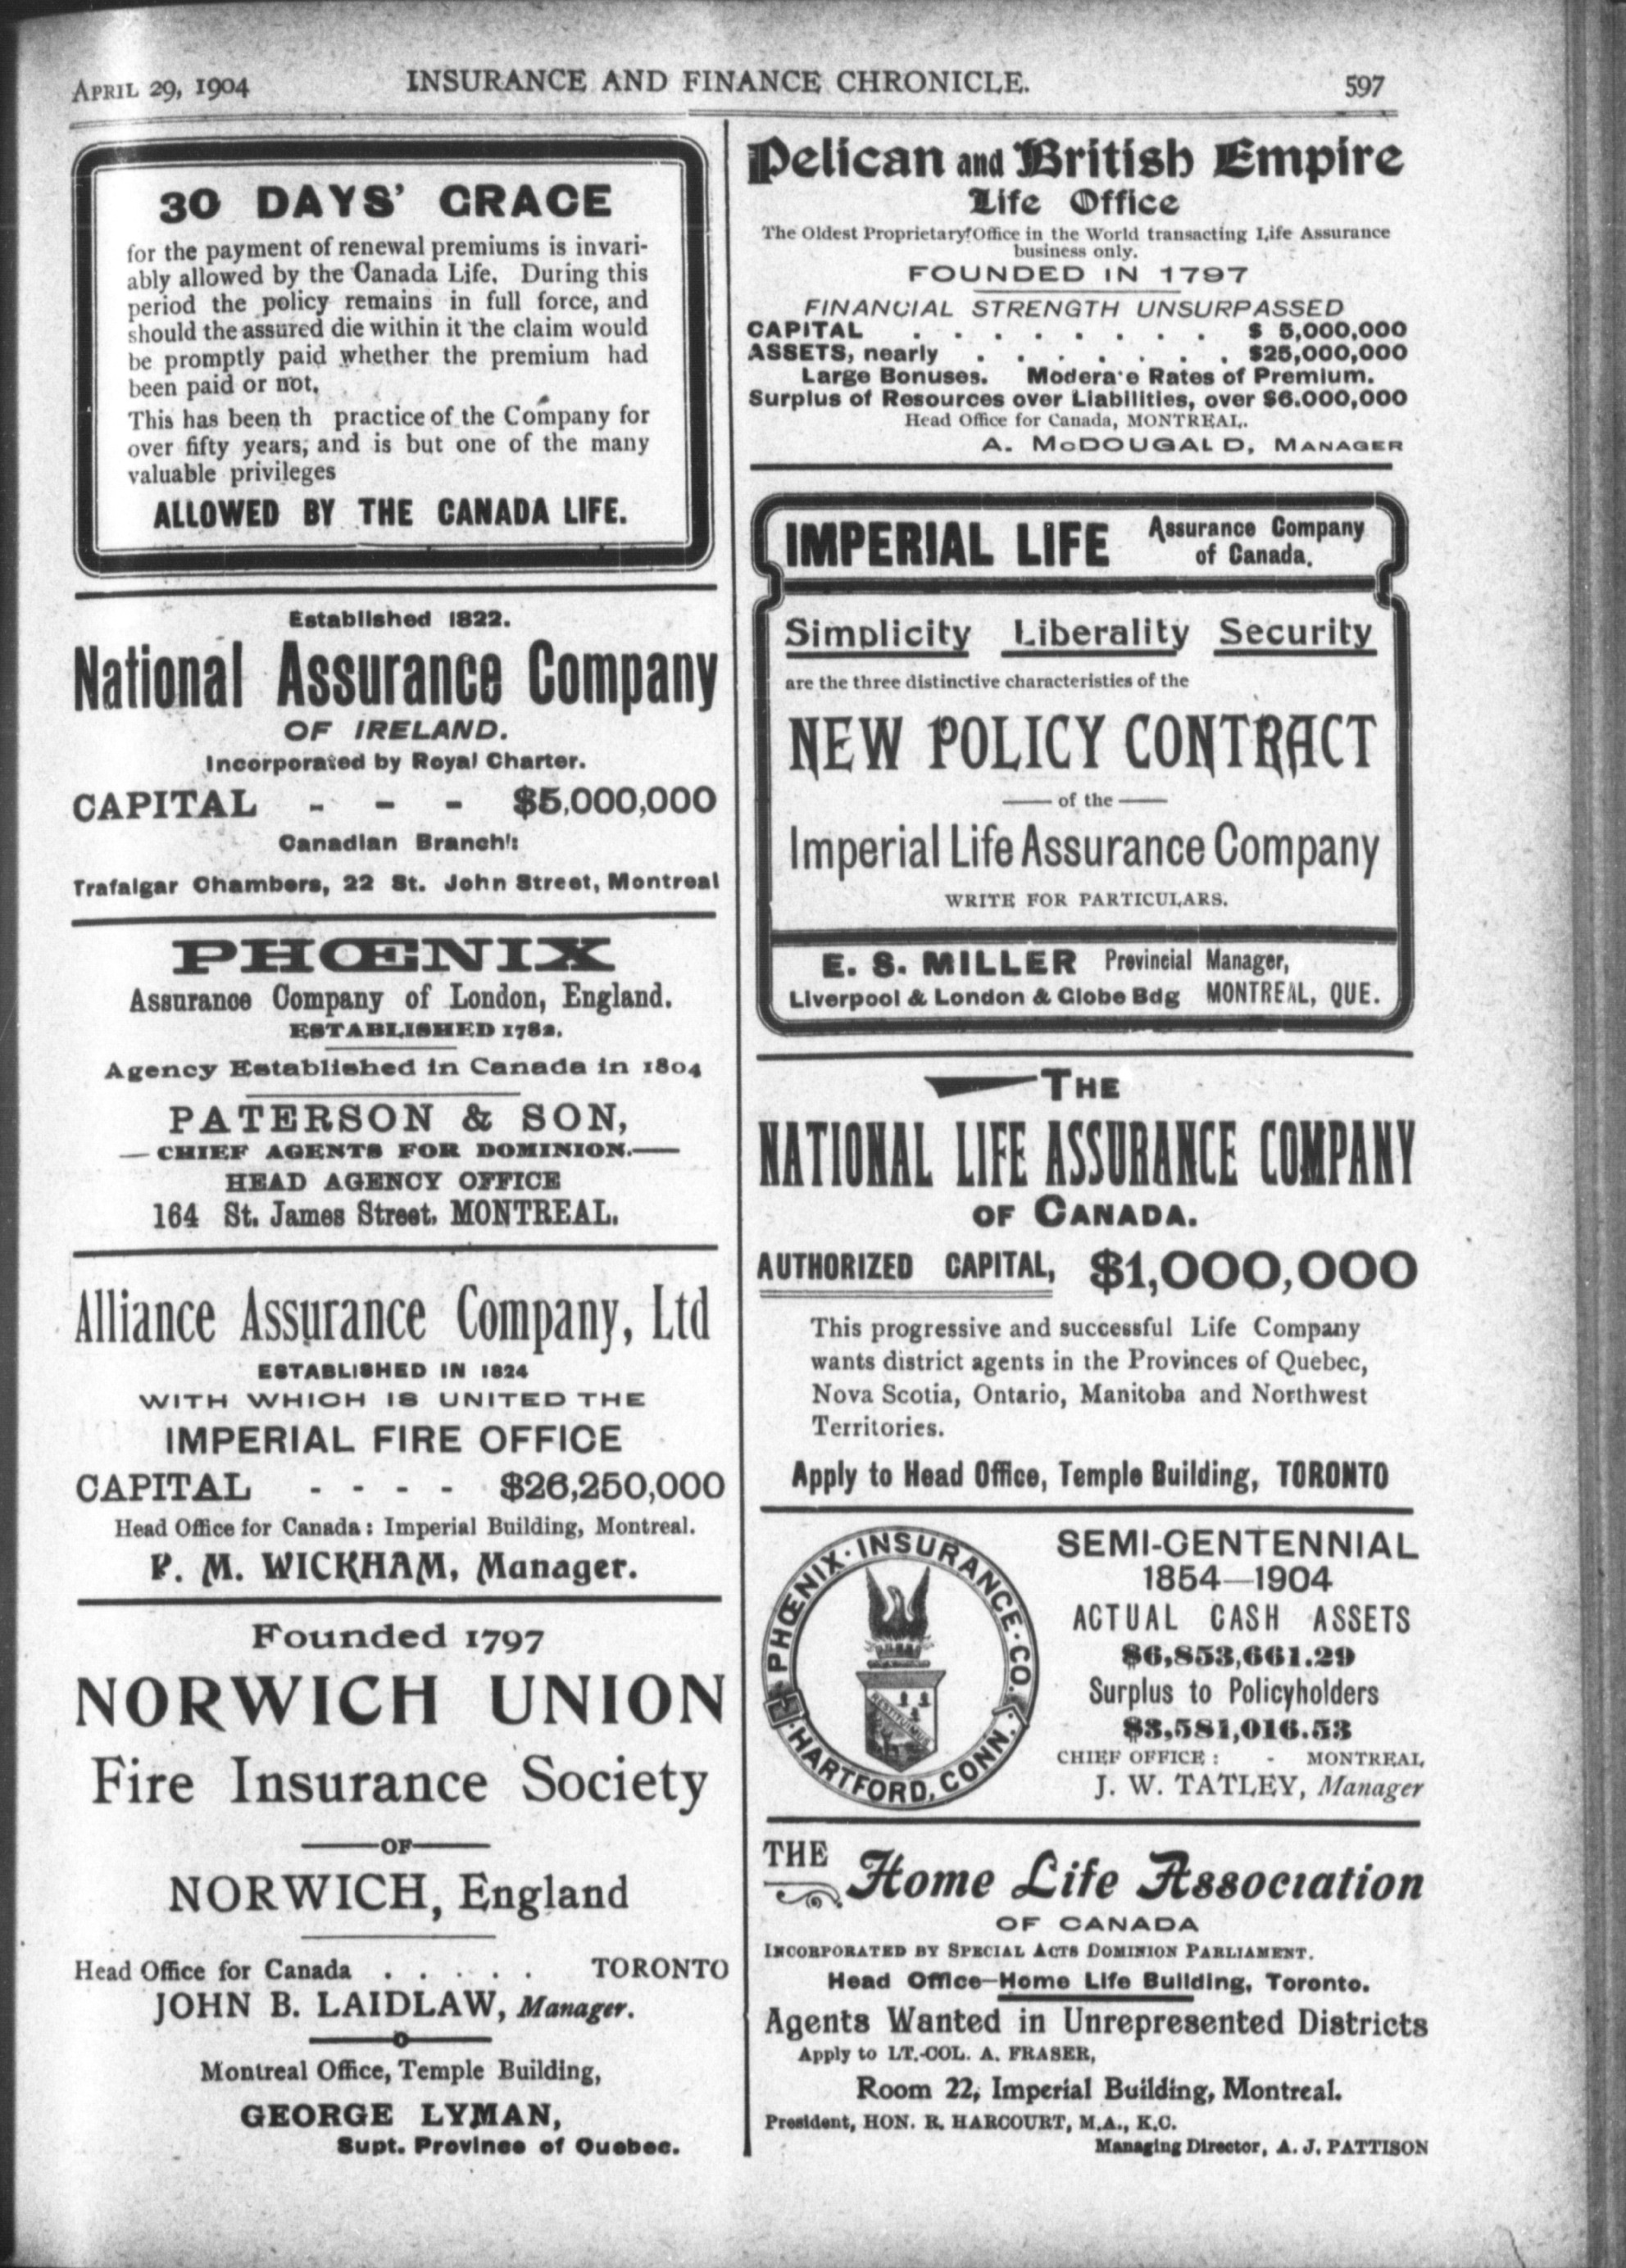 APRIL 29, 1904 INSURANCE AND FINANCE CHRONICLE. 597
30 DAYS' GRACE
for the payment of renewal premiums is invari-
ably allowed by the Canada Life. During this
period the policy remains in full force, and
should the assured die within it the claim would
be promptly paid whether the premium had
been paid or not.
This has been th practice of the Company for
over fifty years, and is but one of the many
valuable privileges
ALLOWED BY THE CANADA LIFE.
Established 1822.
National Assurance Company
OF IRELAND.
Incorporated by Royal Charter.
CAPITAL - - - $5,000,000
Canadian Branch:
Trafalgar Chambers, 22 St. John Street, Montreal
PHŒNIX
Assurance Company of London, England.
ESTABLISHED 1782.
Agency Established in Canada in 1804
PATERSON & SON,
— CHIEF AGENTS FOR DOMINION.—
HEAD AGENCY OFFICE
164 St. James Street, MONTREAL.
Alliance Assurance Company, Ltd
ESTABLISHED IN 1824
WITH WHICH IS UNITED THE
IMPERIAL FIRE OFFICE
CAPITAL - - - - $26,250,000
Head Office for Canada: Imperial Building, Montreal.
P. M. WICKHAM, Manager.
Founded 1797
NORWICH UNION
Fire Insurance Society
—OF—
NORWICH, England
Head Office for Canada . . . . . TORONTO
JOHN B. LAIDLAW, Manager.
Montreal Office, Temple Building,
GEORGE LYMAN,
Supt. Province of Quebec.
Pelican and British Empire
Life Office
The Oldest Proprietary Office in the World transacting Life Assurance
business only.
FOUNDED IN 1797
FINANCIAL STRENGTH UNSURPASSED
CAPITAL . . . . . . . . $ 5,000,000
ASSETS, nearly . . . . . . . $25,000,000
Large Bonuses. Modera'e Rates of Premium.
Surplus of Resources over Liabilities, over $6.000,000
Head Office for Canada, MONTREAL.
A. McDOUGALD, MANAGER
IMPERIAL LIFE Assurance Company
of Canada.
Simplicity Liberality Security
are the three distinctive characteristics of the
NEW POLICY CONTRACT
— of the —
Imperial Life Assurance Company
WRITE FOR PARTICULARS.
E. S. MILLER Provincial Manager,
Liverpool & London & Globe Bdg MONTREAL, QUE.
THE
NATIONAL LIFE ASSURANCE COMPANY
OF CANADA.
AUTHORIZED CAPITAL, $1,000,000
This progressive and successful Life Company
wants district agents in the Provinces of Quebec,
Nova Scotia, Ontario, Manitoba and Northwest
Territories.
Apply to Head Office, Temple Building, TORONTO
PHŒNIX·INSURANCE·CO.
·HARTFORD, CONN.·
SEMI-CENTENNIAL
1854—1904
ACTUAL CASH ASSETS
$6,853,661.29
Surplus to Policyholders
$3,581,016.53
CHIEF OFFICE: - MONTREAL
J. W. TATLEY, Manager
THE Home Life Association
OF CANADA
INCORPORATED BY SPECIAL ACTS DOMINION PARLIAMENT.
Head Office—Home Life Building, Toronto.
Agents Wanted in Unrepresented Districts
Apply to LT.-COL. A. FRASER,
Room 22, Imperial Building, Montreal.
President, HON. R. HARCOURT, M.A., K.C.
Managing Director, A. J. PATTISON